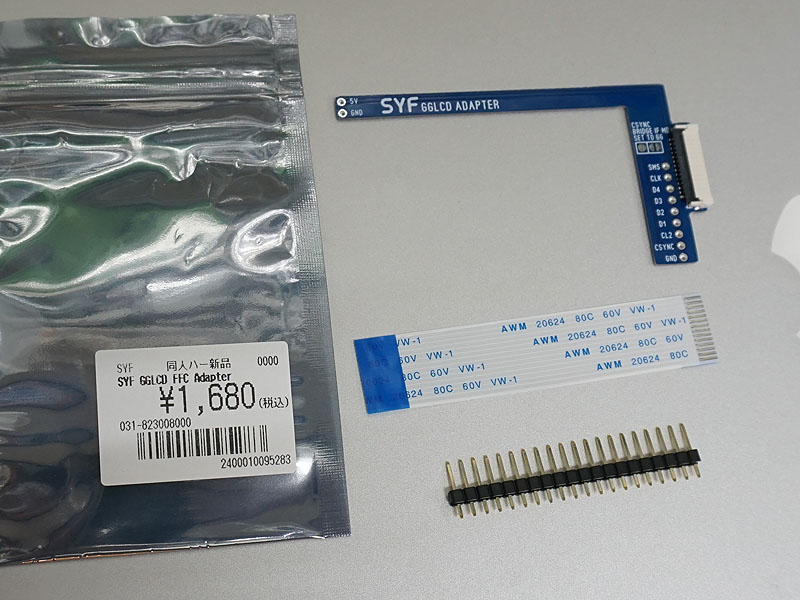 5V
GND
SYF GGLCD ADAPTER
CSYNC
BRIDGE IF MD
SET TO GG
SMS
CLK
D4
D3
D2
D1
CL2
CSYNC
GND
VW-1 AWM 20624 80C 60V VW-1
60V VW-1 AWM 20624 80C 60V VW-1
80C 60V VW-1 AWM 20624 80C 60V
20624 80C 60V VW-1 AWM 20624 80C
SYF 同人ハー新品 0000
SYF GGLCD FFC Adapter
¥1,680(税込)
031-823008000
2400010095283